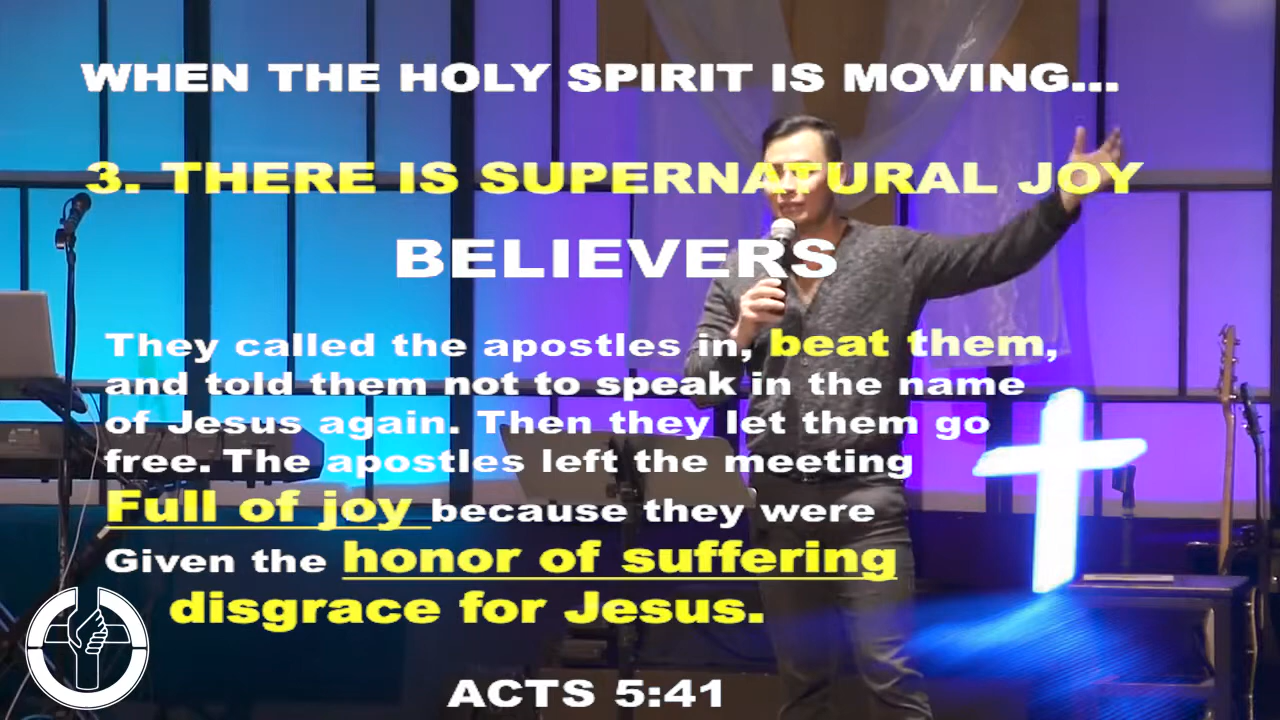 WHEN THE HOLY SPIRIT IS MOVING...
3. THERE IS SUPERNATURAL JOY
BELIEVERS
They called the apostles in, beat them,
and told them not to speak in the name
of Jesus again. Then they let them go
free. The apostles left the meeting
Full of joy because they were
Given the honor of suffering
disgrace for Jesus.
ACTS 5:41